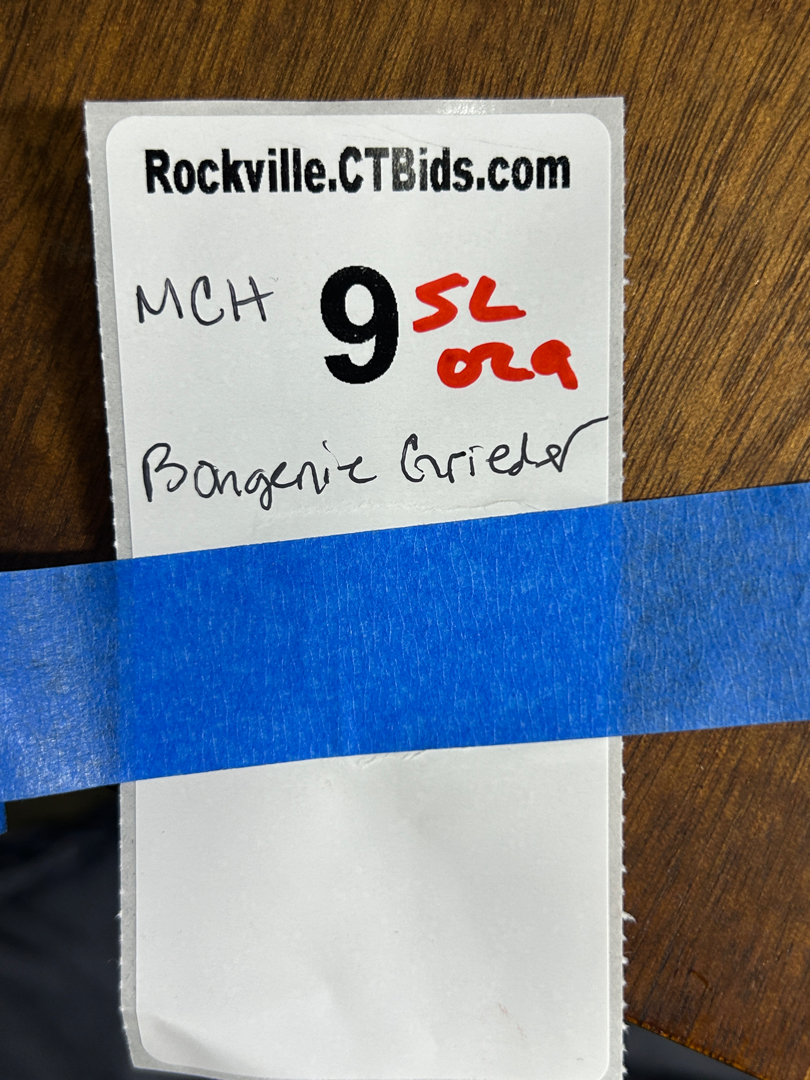 Rockville.CTBids.com
MCH 9 SL
029
Bongenie Grieder